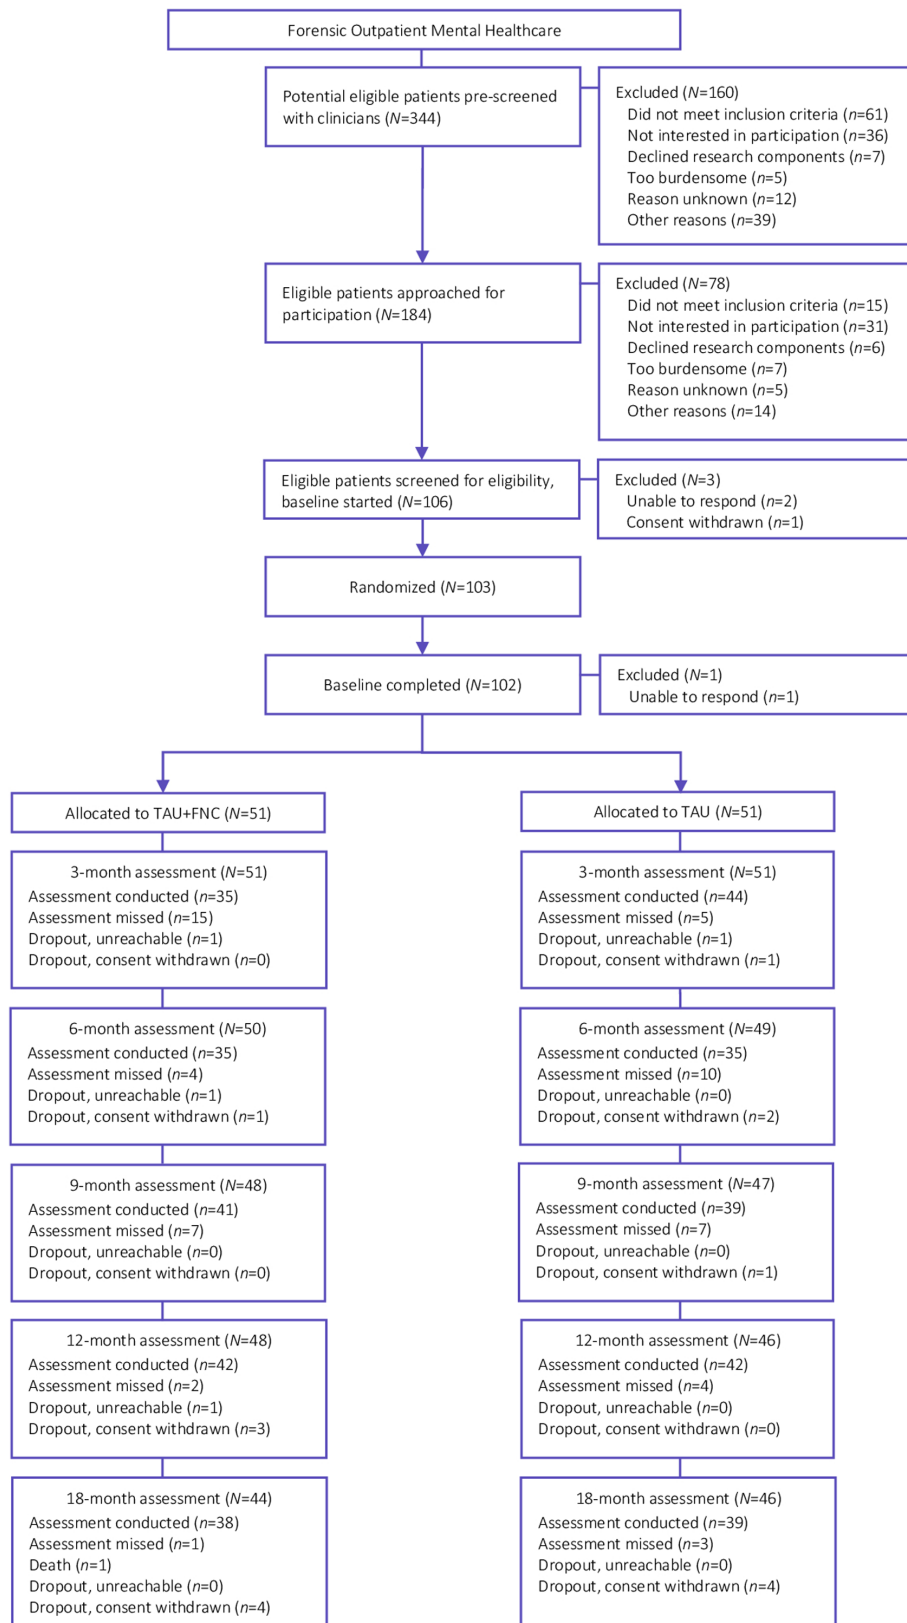 Forensic Outpatient Mental Healthcare
Potential eligible patients pre-screened
with clinicians (N=344)
Excluded (N=160)
Did not meet inclusion criteria (n=61)
Not interested in participation (n=36)
Declined research components (n=7)
Too burdensome (n=5)
Reason unknown (n=12)
Other reasons (n=39)
Eligible patients approached for
participation (N=184)
Excluded (N=78)
Did not meet inclusion criteria (n=15)
Not interested in participation (n=31)
Declined research components (n=6)
Too burdensome (n=7)
Reason unknown (n=5)
Other reasons (n=14)
Eligible patients screened for eligibility,
baseline started (N=106)
Excluded (N=3)
Unable to respond (n=2)
Consent withdrawn (n=1)
Randomized (N=103)
Baseline completed (N=102)
Excluded (N=1)
Unable to respond (n=1)
Allocated to TAU+FNC (N=51)
3-month assessment (N=51)
Assessment conducted (n=35)
Assessment missed (n=15)
Dropout, unreachable (n=1)
Dropout, consent withdrawn (n=0)
6-month assessment (N=50)
Assessment conducted (n=35)
Assessment missed (n=4)
Dropout, unreachable (n=1)
Dropout, consent withdrawn (n=1)
9-month assessment (N=48)
Assessment conducted (n=41)
Assessment missed (n=7)
Dropout, unreachable (n=0)
Dropout, consent withdrawn (n=0)
12-month assessment (N=48)
Assessment conducted (n=42)
Assessment missed (n=2)
Dropout, unreachable (n=1)
Dropout, consent withdrawn (n=3)
18-month assessment (N=44)
Assessment conducted (n=38)
Assessment missed (n=1)
Death (n=1)
Dropout, unreachable (n=0)
Dropout, consent withdrawn (n=4)
Allocated to TAU (N=51)
3-month assessment (N=51)
Assessment conducted (n=44)
Assessment missed (n=5)
Dropout, unreachable (n=1)
Dropout, consent withdrawn (n=1)
6-month assessment (N=49)
Assessment conducted (n=35)
Assessment missed (n=10)
Dropout, unreachable (n=0)
Dropout, consent withdrawn (n=2)
9-month assessment (N=47)
Assessment conducted (n=39)
Assessment missed (n=7)
Dropout, unreachable (n=0)
Dropout, consent withdrawn (n=1)
12-month assessment (N=46)
Assessment conducted (n=42)
Assessment missed (n=4)
Dropout, unreachable (n=0)
Dropout, consent withdrawn (n=0)
18-month assessment (N=46)
Assessment conducted (n=39)
Assessment missed (n=3)
Dropout, unreachable (n=0)
Dropout, consent withdrawn (n=4)